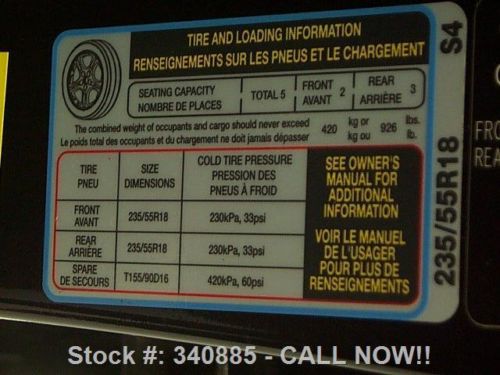 TIRE AND LOADING INFORMATION
RENSEIGNEMENTS SUR LES PNEUS ET LE CHARGEMENT
SEATING CAPACITY
NOMBRE DE PLACES
TOTAL 5
FRONT
AVANT 2
REAR
ARRIÈRE 3
The combined weight of occupants and cargo should never exceed
Le poids total des occupants et du chargement ne doit jamais dépasser
420 kg or 926 lbs.
kg ou lb.
TIRE
PNEU
SIZE
DIMENSIONS
COLD TIRE PRESSURE
PRESSION DES
PNEUS À FROID
FRONT
AVANT
235/55R18
230kPa, 33psi
REAR
ARRIÈRE
235/55R18
230kPa, 33psi
SPARE
DE SECOURS
T155/90D16
420kPa, 60psi
SEE OWNER'S
MANUAL FOR
ADDITIONAL
INFORMATION
VOIR LE MANUEL
DE L'USAGER
POUR PLUS DE
RENSEIGNEMENTS
235/55R18 S4
FRO
REA
Stock #: 340885 - CALL NOW!!